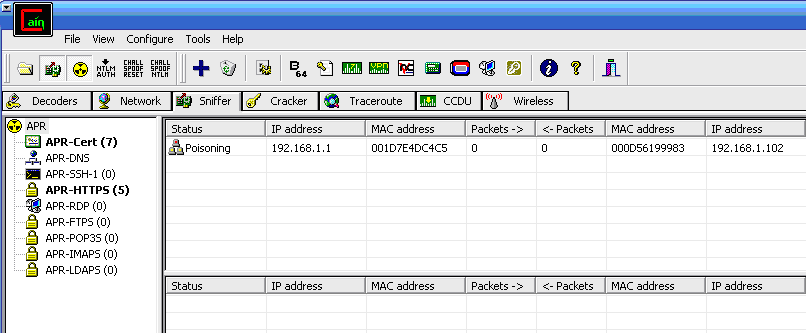 Cain
File View Configure Tools Help
NTLM AUTH CHALL SPOOF RESET CHALL SPOOF NTLM B 64 VPN
Decoders Network Sniffer Cracker Traceroute CCDU Wireless
APR
APR-Cert (7)
APR-DNS
APR-SSH-1 (0)
APR-HTTPS (5)
APR-RDP (0)
APR-FTPS (0)
APR-POP3S (0)
APR-IMAPS (0)
APR-LDAPS (0)
Status IP address MAC address Packets -> <- Packets MAC address IP address
Poisoning 192.168.1.1 001D7E4DC4C5 0 0 000D56199983 192.168.1.102
Status IP address MAC address Packets -> <- Packets MAC address IP address